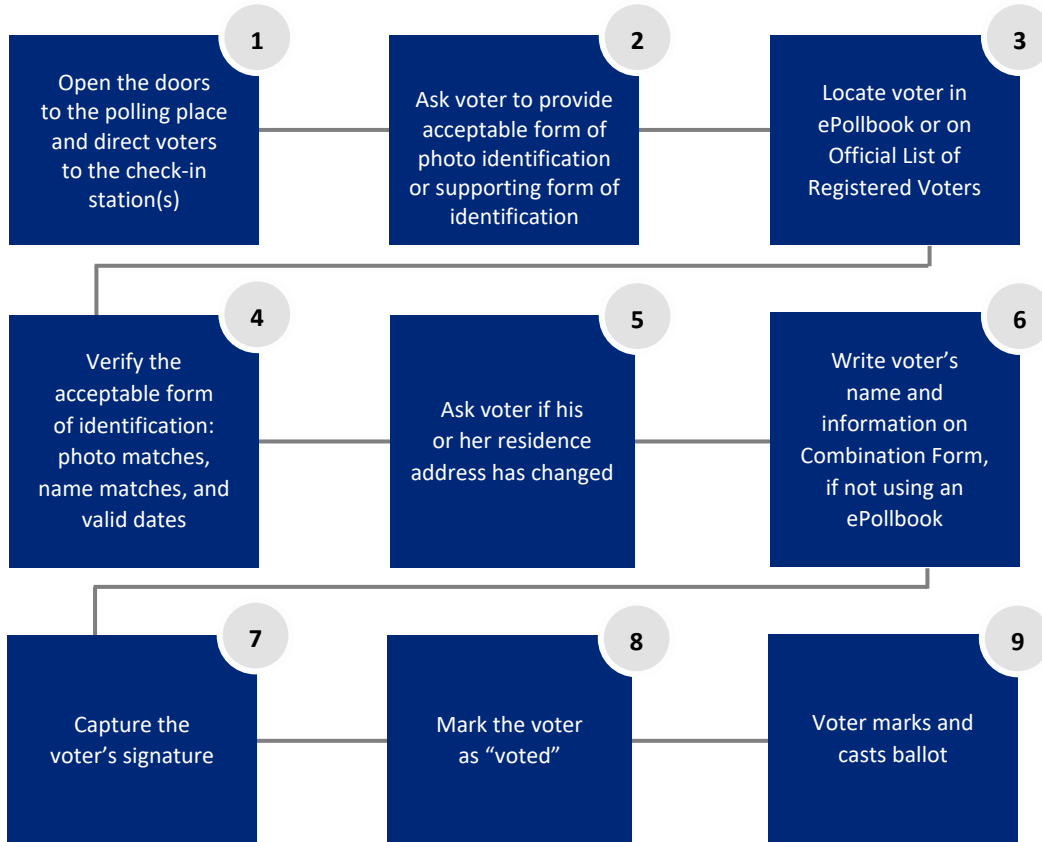 1
Open the doors
to the polling place
and direct voters
to the check-in
station(s)
2
Ask voter to provide
acceptable form of
photo identification
or supporting form of
identification
3
Locate voter in
ePollbook or on
Official List of
Registered Voters
4
Verify the
acceptable form
of identification:
photo matches,
name matches, and
valid dates
5
Ask voter if his
or her residence
address has changed
6
Write voter’s
name and
information on
Combination Form,
if not using an
ePollbook
7
Capture the
voter’s signature
8
Mark the voter
as “voted”
9
Voter marks and
casts ballot